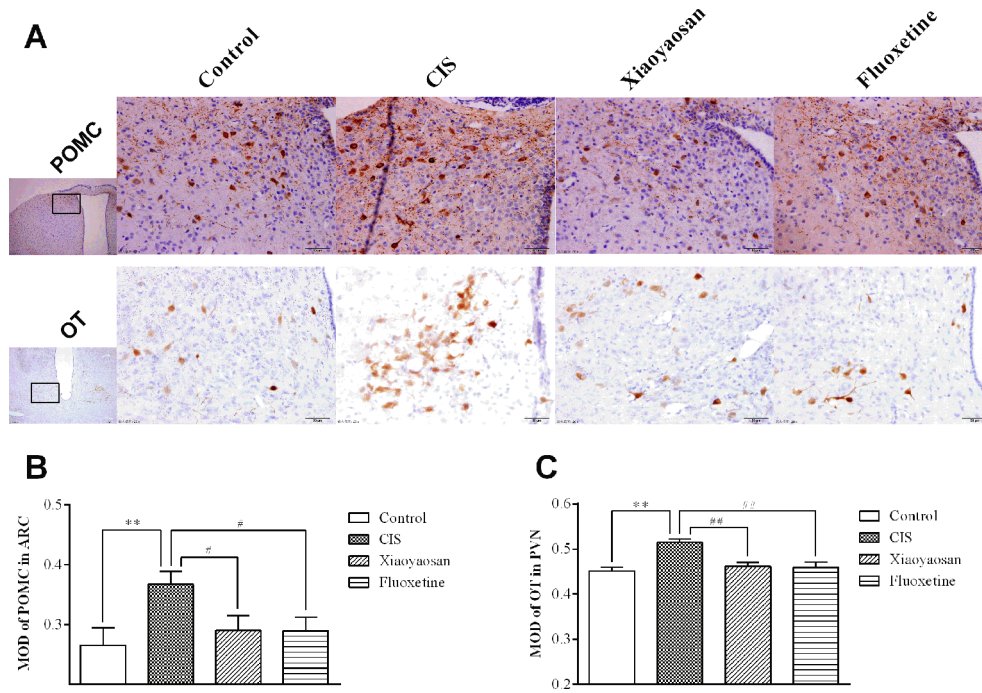 A
Control
CIS
Xiaoyaosan
Fluoxetine
POMC
OT
B
MOD of POMC in ARC
0.5
0.4
0.3
**
#
#
Control
CIS
Xiaoyaosan
Fluoxetine
C
MOD of OT in PVN
0.6
0.5
0.4
0.3
0.2
**
##
##
Control
CIS
Xiaoyaosan
Fluoxetine